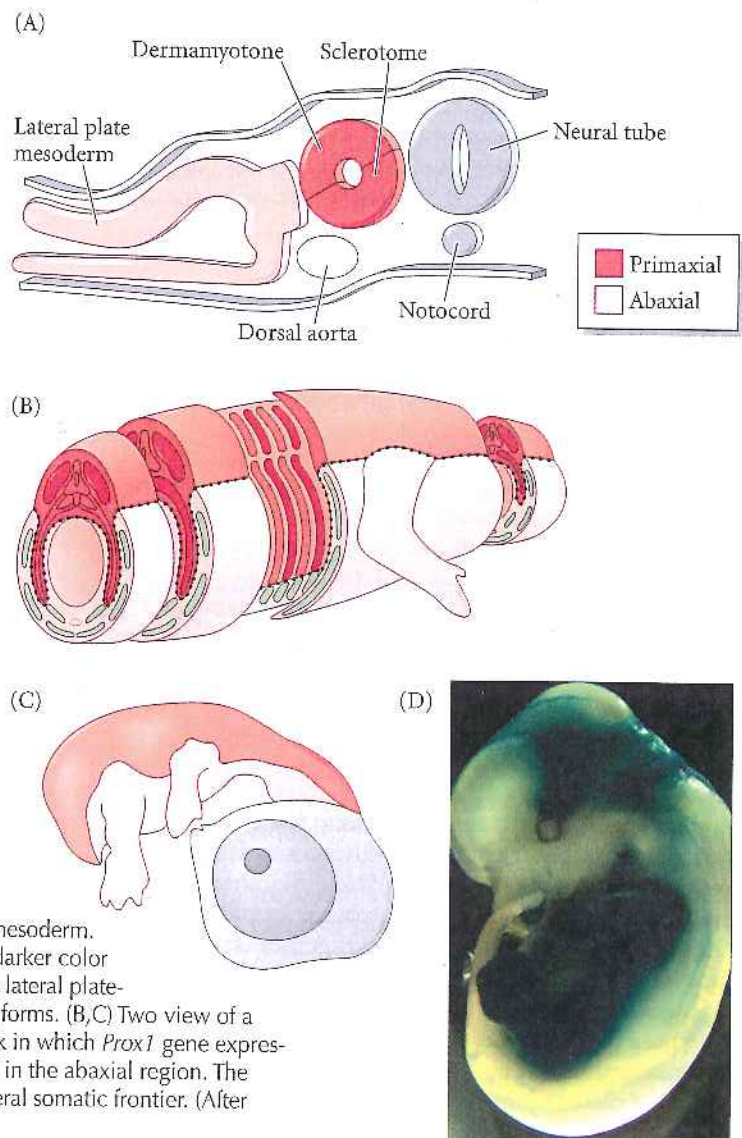 (A)
Dermamyotone
Sclerotome
Lateral plate
mesoderm
Neural tube
Primaxial
Abaxial
Notocord
Dorsal aorta
(B)
(C)
(D)
mesoderm.
darker color
lateral plate-
forms. (B,C) Two view of a
k in which Prox1 gene expres-
in the abaxial region. The
eral somatic frontier. (After